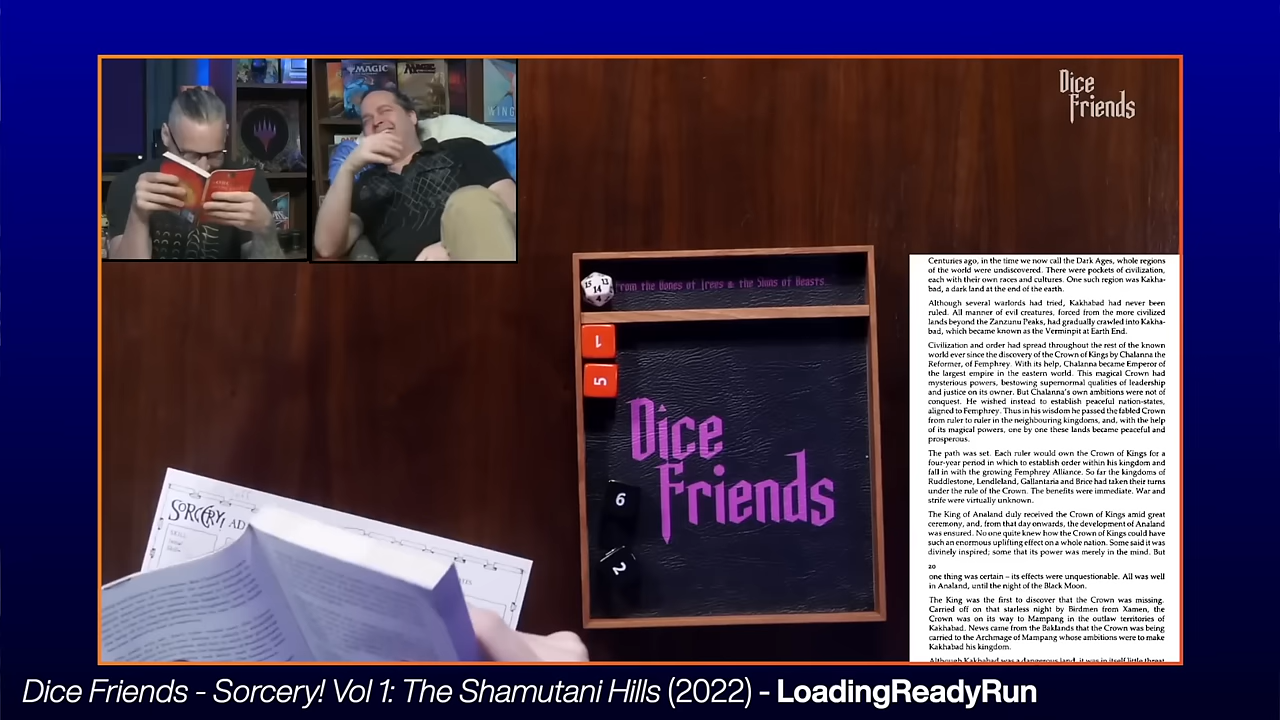 MAGIC
MAGIC
KING
Dice
Friends
15 13
14
4
From the Bones of Trees & the Skins of Beasts.
1
5
Dice
Friends
6
2
SORCERY! AD
SKILL
Centuries ago, in the time we now call the Dark Ages, whole regions
of the world were undiscovered. There were pockets of civilization,
each with their own races and cultures. One such region was Kakha-
bad, a dark land at the end of the earth.
Although several warlords had tried, Kakhabad had never been
ruled. All manner of evil creatures, forced from the more civilized
lands beyond the Zanzunu Peaks, had gradually crawled into Kakha-
bad, which became known as the Verminpit at Earth End.
Civilization and order had spread throughout the rest of the known
world ever since the discovery of the Crown of Kings by Chalanna the
Reformer, of Femphrey. With its help, Chalanna became Emperor of
the largest empire in the eastern world. This magical Crown had
mysterious powers, bestowing supernormal qualities of leadership
and justice on its owner. But Chalanna's own ambitions were not of
conquest. He wished instead to establish peaceful nation-states,
aligned to Femphrey. Thus in his wisdom he passed the fabled Crown
from ruler to ruler in the neighbouring kingdoms, and, with the help
of its magical powers, one by one these lands became peaceful and
prosperous.
The path was set. Each ruler would own the Crown of Kings for a
four-year period in which to establish order within his kingdom and
fall in with the growing Femphrey Alliance. So far the kingdoms of
Ruddlestone, Lendleland, Gallantaria and Brice had taken their turns
under the rule of the Crown. The benefits were immediate. War and
strife were virtually unknown.
The King of Analand duly received the Crown of Kings amid great
ceremony, and, from that day onwards, the development of Analand
was ensured. No one quite knew how the Crown of Kings could have
such an enormous uplifting effect on a whole nation. Some said it was
divinely inspired; some that its power was merely in the mind. But
20
one thing was certain – its effects were unquestionable. All was well
in Analand, until the night of the Black Moon.
The King was the first to discover that the Crown was missing.
Carried off on that starless night by Birdmen from Xamen, the
Crown was on its way to Mampang in the outlaw territories of
Kakhabad. News came from the Baklands that the Crown was being
carried to the Archmage of Mampang whose ambitions were to make
Kakhabad his kingdom.
Although Kakhabad was a dangerous land, it was in itself little threat
Dice Friends - Sorcery! Vol 1: The Shamutani Hills (2022) - LoadingReadyRun